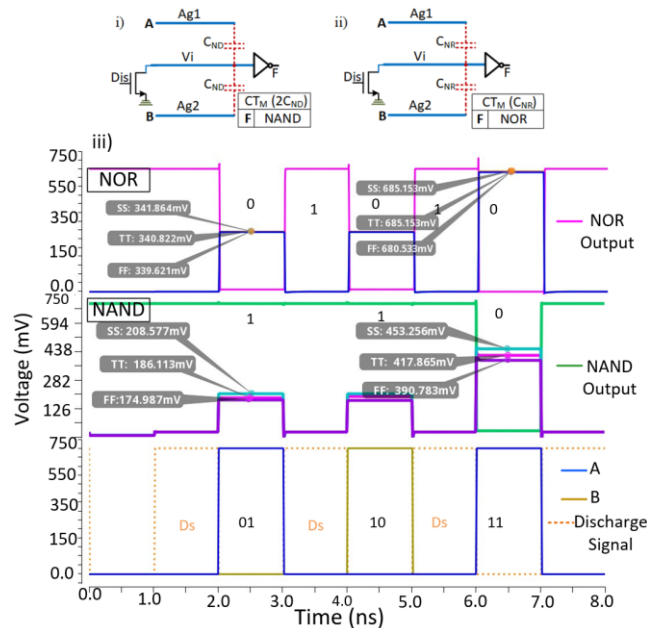 i)
A
Ag1
C_ND
Vi
F
Dis
C_ND
Ag2
B
CT_M (2C_ND)
F NAND
ii)
A
Ag1
C_NR
Vi
F
Dis
C_NR
Ag2
B
CT_M (C_NR)
F NOR
iii)
750
NOR
550
350
150
0.0
SS: 341.864mV
TT: 340.822mV
FF: 339.621mV
0
1
0
1
0
SS: 685.153mV
TT: 685.153mV
FF: 680.533mV
NOR
Output
750
NAND
594
438
282
126
SS: 208.577mV
TT: 186.113mV
FF:174.987mV
1
1
0
SS: 453.256mV
TT: 417.865mV
FF: 390.783mV
NAND
Output
Voltage (mV)
750
550
350
150
0.0
Ds
01
Ds
10
Ds
11
A
B
Discharge
Signal
0.0 1.0 2.0 3.0 4.0 5.0 6.0 7.0 8.0
Time (ns)